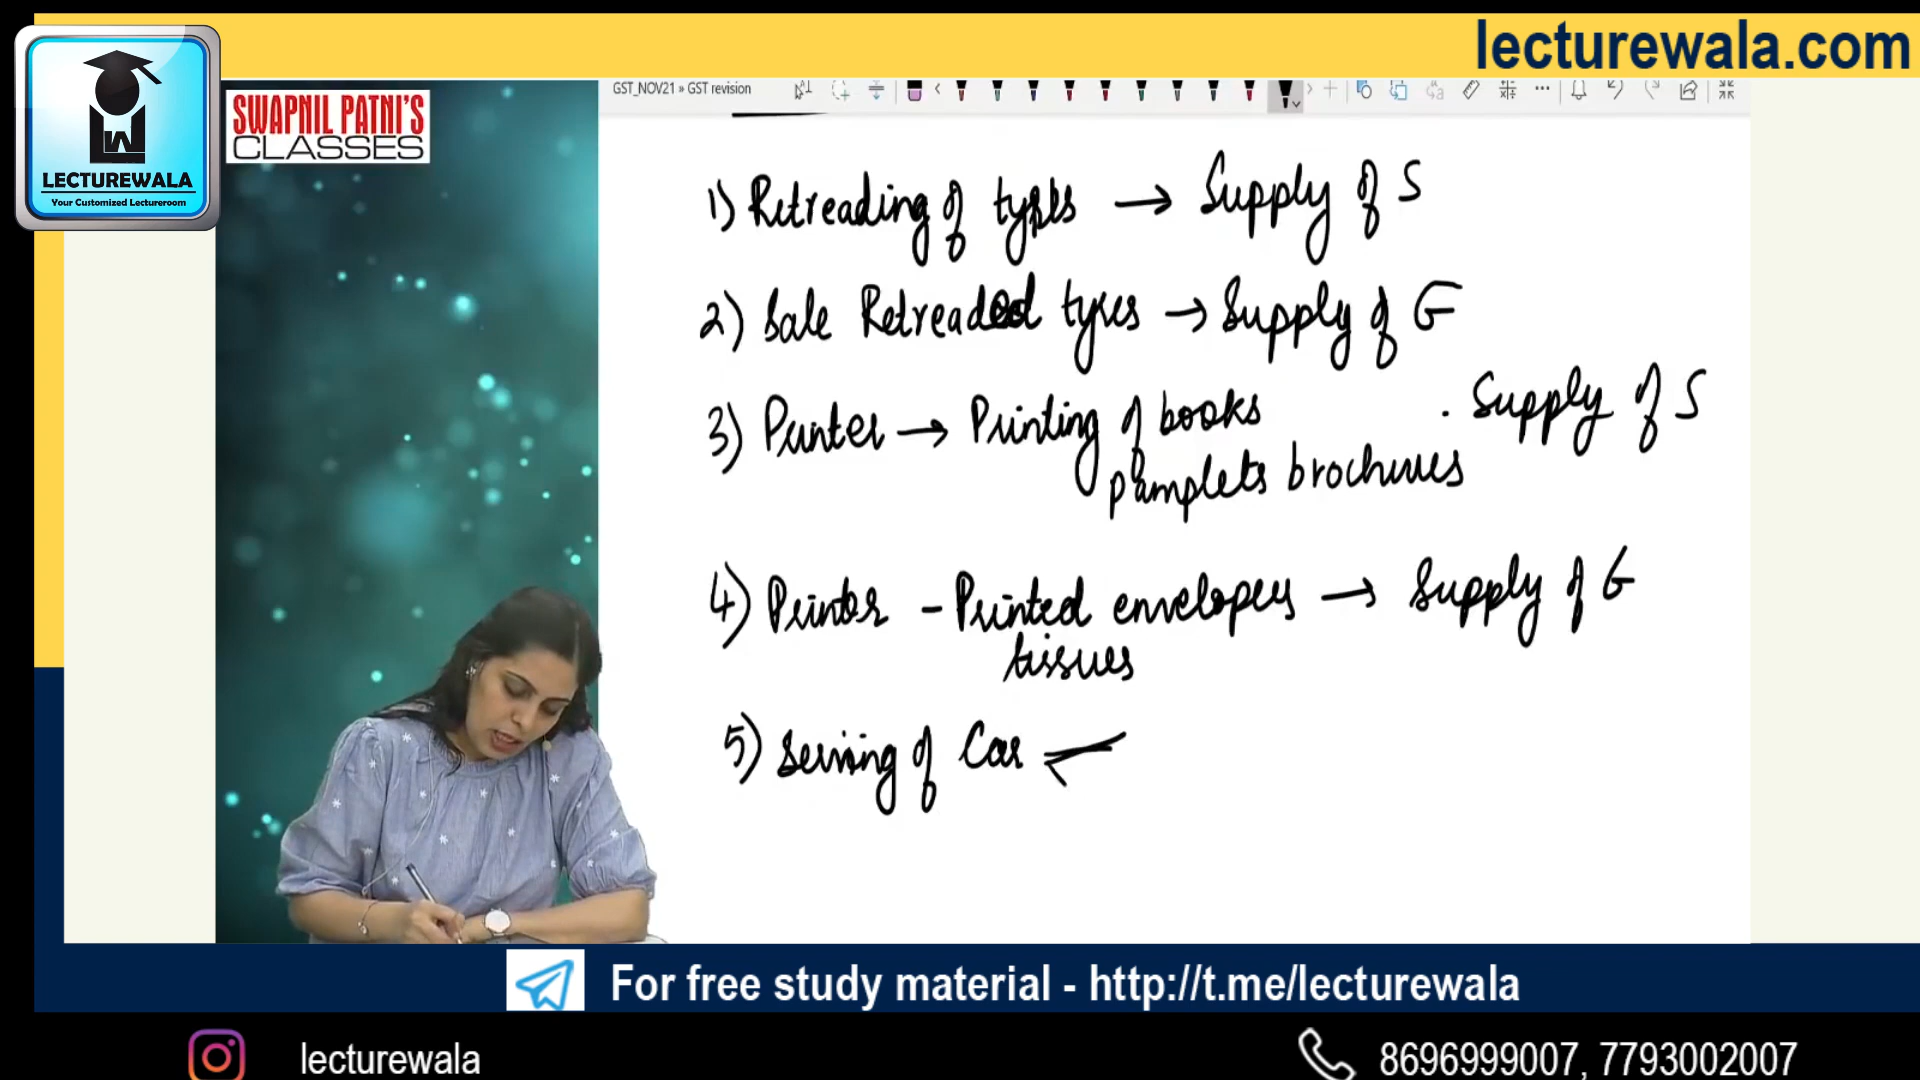 lecturewala.com
LECTUREWALA
Your Customized Lectureroom
SWAPNIL PATNI'S
CLASSES
GST_NOV21 » GST revision
1) Retreading of tyres → Supply of S
2) Sale Retreaded tyres → Supply of G
3) Printer → Printing of books . Supply of S
pamplets brochures
4) Printer - Printed envelopes → Supply of G
tissues
5) Servicing of Car
For free study material - http://t.me/lecturewala
lecturewala
8696999007, 7793002007